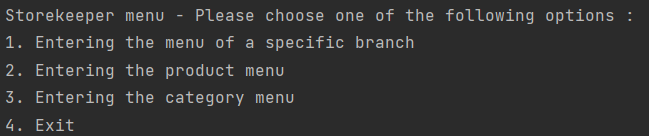 Storekeeper menu - Please choose one of the following options :
1. Entering the menu of a specific branch
2. Entering the product menu
3. Entering the category menu
4. Exit